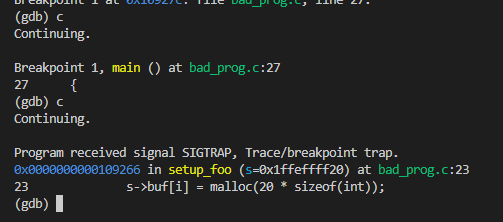 Breakpoint 1 at 0x10927c: file bad_prog.c, line 27.
(gdb) c
Continuing.

Breakpoint 1, main () at bad_prog.c:27
27      {
(gdb) c
Continuing.

Program received signal SIGTRAP, Trace/breakpoint trap.
0x0000000000109266 in setup_foo (s=0x1ffeffff20) at bad_prog.c:23
23              s->buf[i] = malloc(20 * sizeof(int));
(gdb)